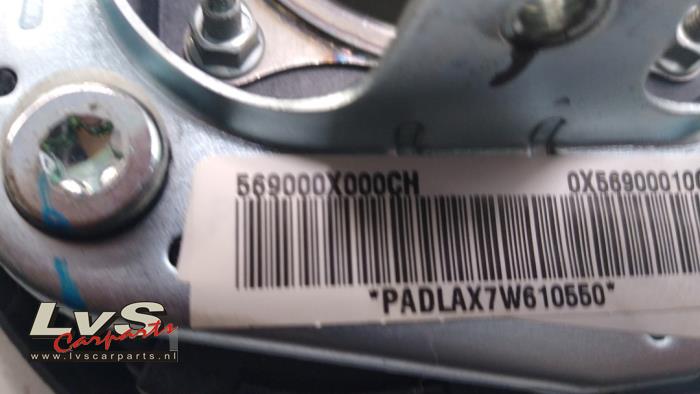 569000X000CH 0X56900010
*PADLAX7W610550*
LvS
Carparts
www.lvscarparts.nl